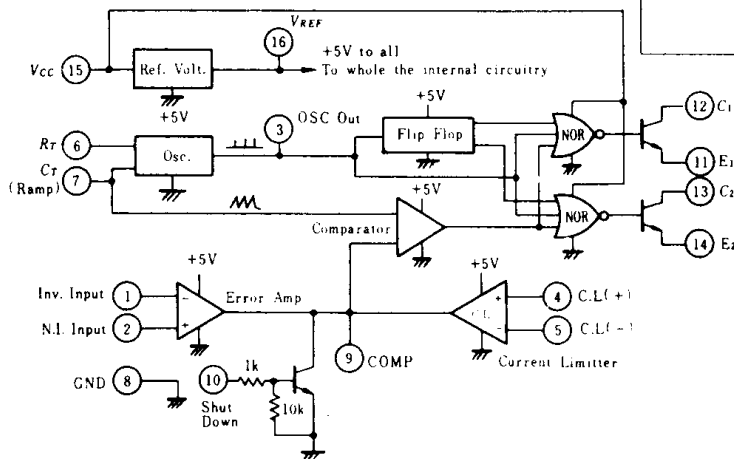 VREF
16
+5V to all
To whole the internal circuitry
Vcc 15
Ref. Volt.
+5V
3 OSC Out
+5V
12 C1
RT 6
Osc.
Flip Flop
NOR
CT 7
(Ramp)
11 E1
13 C2
+5V
Comparator
NOR
14 E2
+5V
+5V
Inv. Input 1
-
Error Amp
+
4 C.L(+)
N.I. Input 2
+
C.L.
-
5 C.L(-)
9 COMP
Current Limitter
GND 8
10
1k
10k
Shut
Down